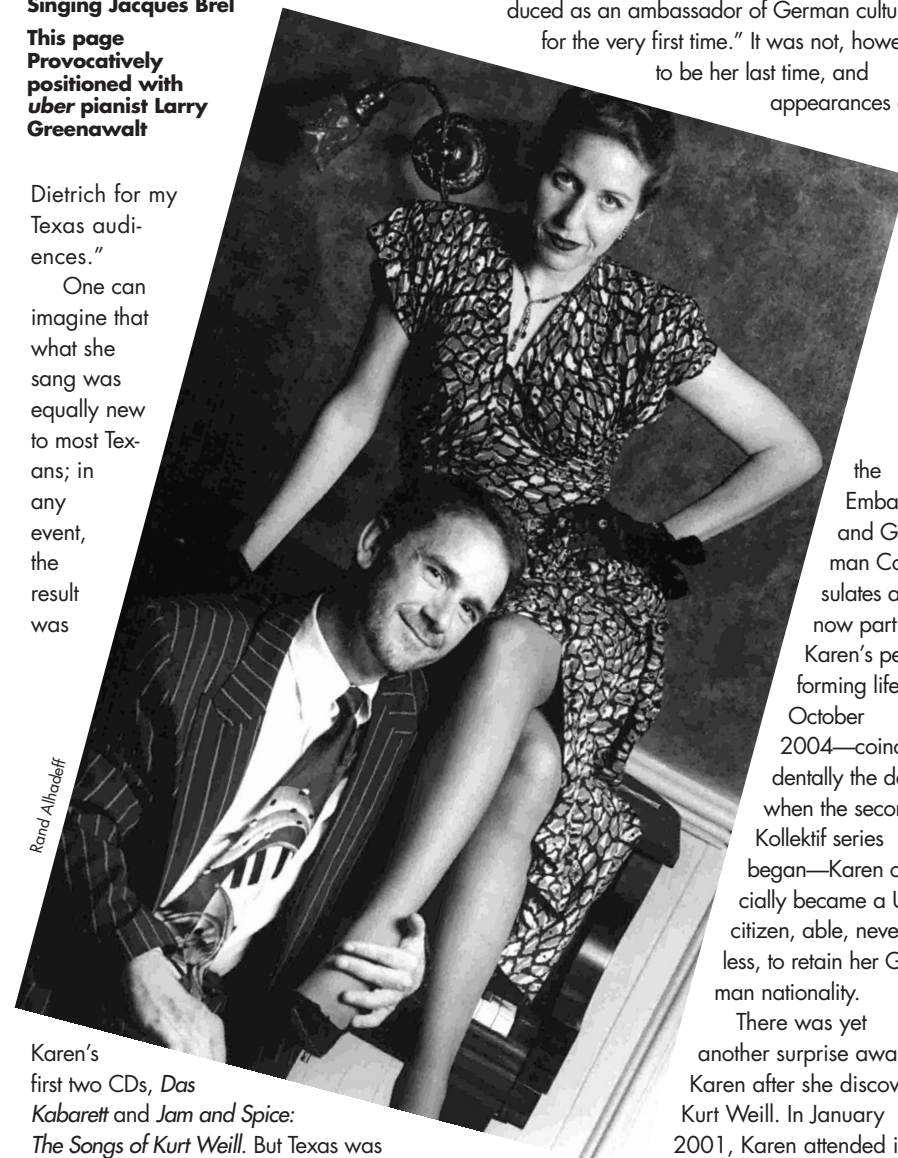 Singing Jacques Brel
This page
Provocatively
positioned with
uber pianist Larry
Greenawalt
Dietrich for my
Texas audi-
ences.”
One can
imagine that
what she
sang was
equally new
to most Tex-
ans; in
any
event,
the
result
was
Rand Alhadeff
Karen’s
first two CDs, Das
Kabarett and Jam and Spice:
The Songs of Kurt Weill. But Texas was
duced as an ambassador of German cultu
for the very first time.” It was not, howe
to be her last time, and
appearances
the
Emba
and G
man Co
sulates a
now part
Karen’s pe
forming life
October
2004—coinc
dentally the da
when the secon
Kollektif series
began—Karen o
cially became a U
citizen, able, neve
less, to retain her G
man nationality.
There was yet
another surprise awa
Karen after she discov
Kurt Weill. In January
2001, Karen attended i